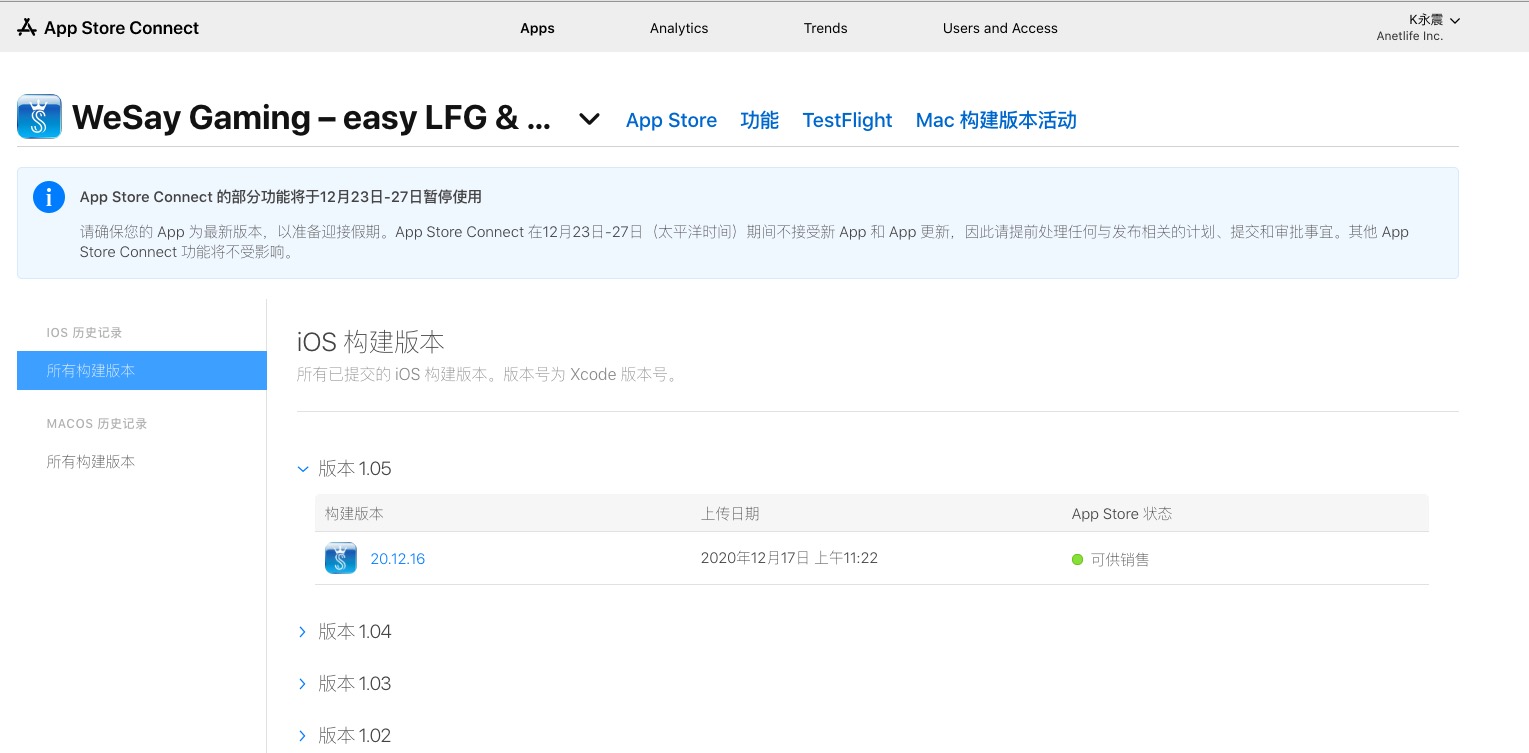 App Store Connect
Apps
Analytics
Trends
Users and Access
K永震
Anetlife Inc.
WeSay Gaming – easy LFG & ...
App Store
功能
TestFlight
Mac 构建版本活动
App Store Connect 的部分功能将于12月23日-27日暂停使用
请确保您的 App 为最新版本，以准备迎接假期。App Store Connect 在12月23日-27日（太平洋时间）期间不接受新 App 和 App 更新，因此请提前处理任何与发布相关的计划、提交和审批事宜。其他 App
Store Connect 功能将不受影响。
IOS 历史记录
所有构建版本
MACOS 历史记录
所有构建版本
iOS 构建版本
所有已提交的 iOS 构建版本。版本号为 Xcode 版本号。
版本 1.05
构建版本
上传日期
App Store 状态
20.12.16
2020年12月17日 上午11:22
可供销售
版本 1.04
版本 1.03
版本 1.02